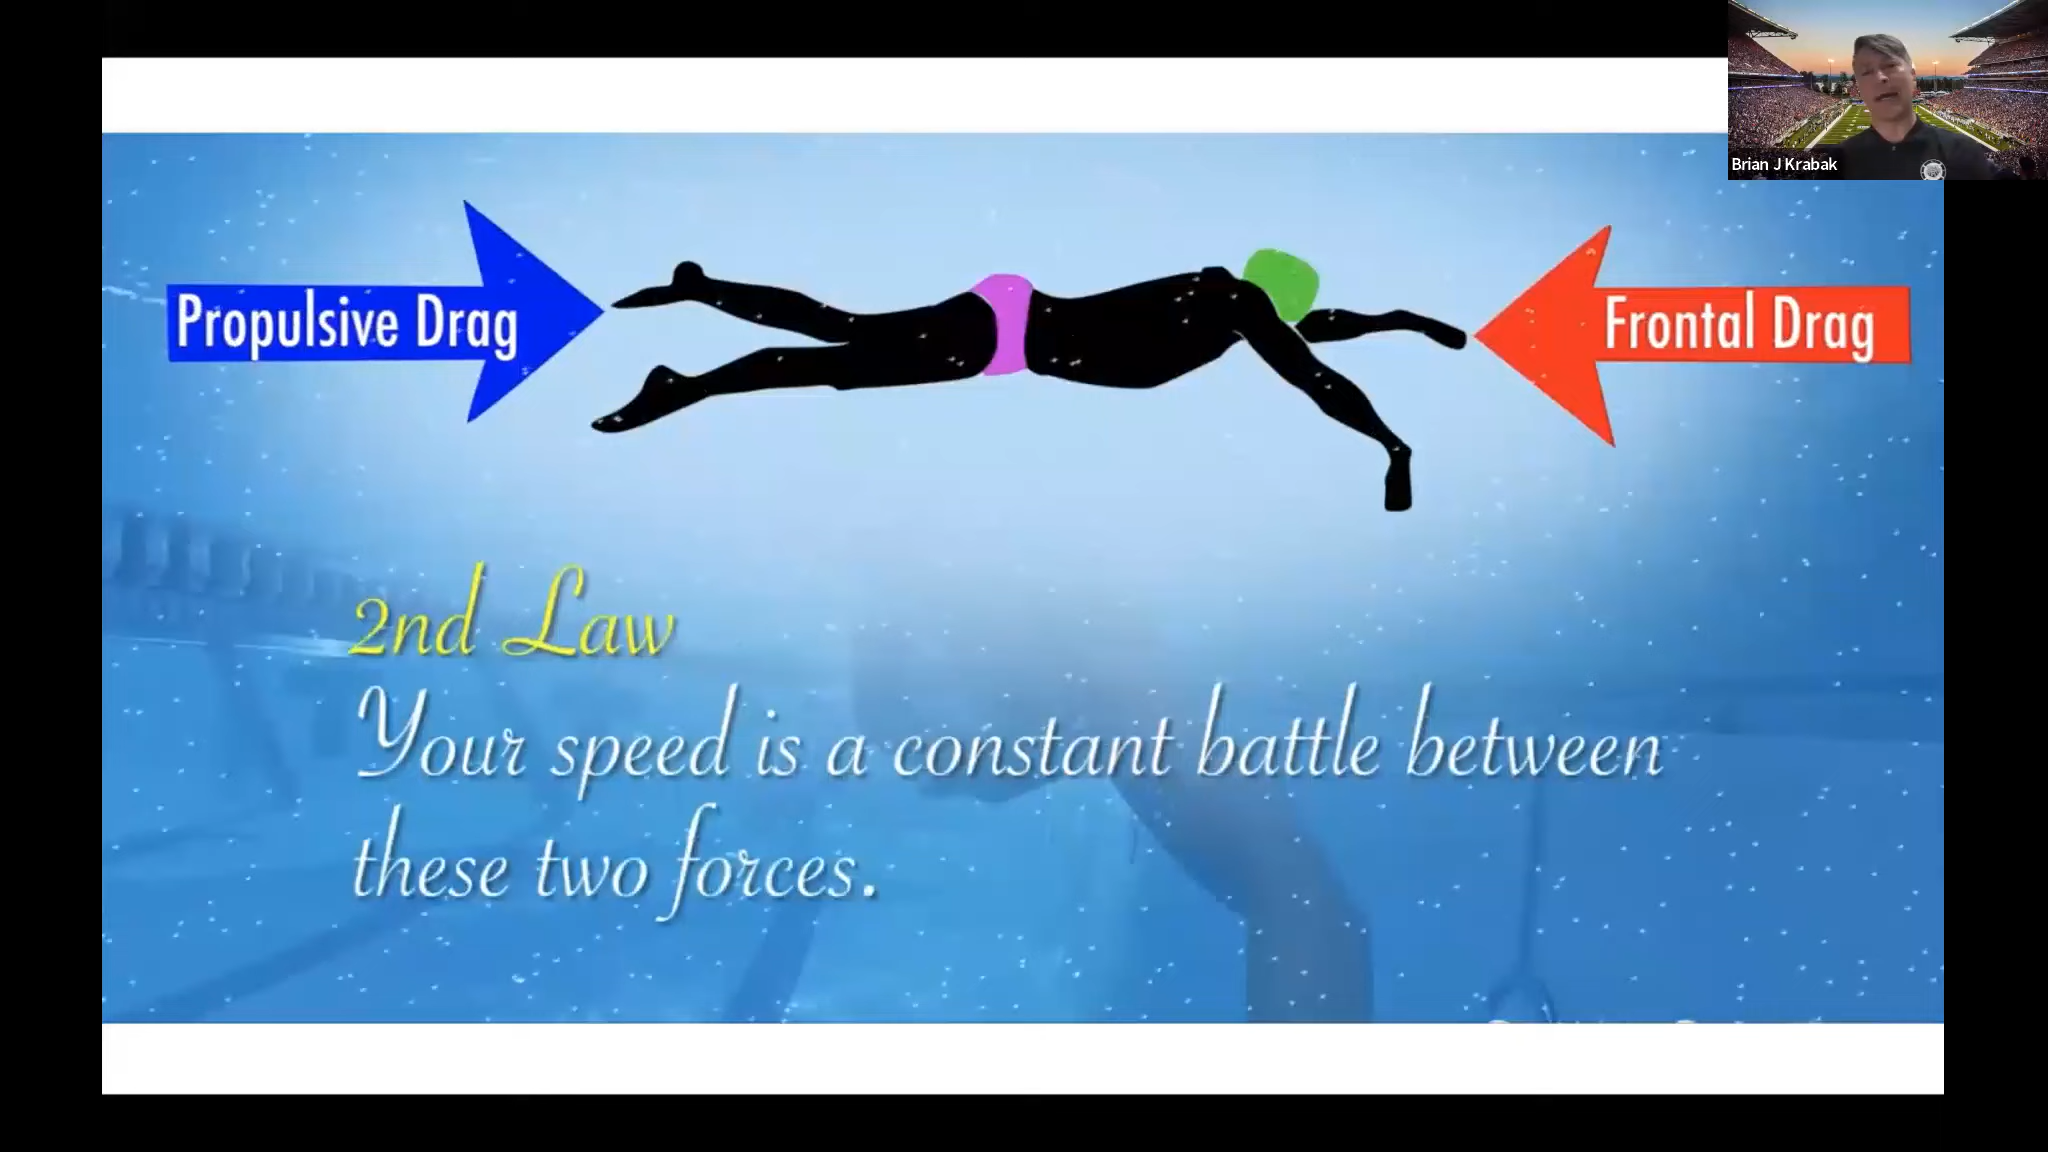 Brian J Krabak
Propulsive Drag
Frontal Drag
2nd Law
Your speed is a constant battle between
these two forces.